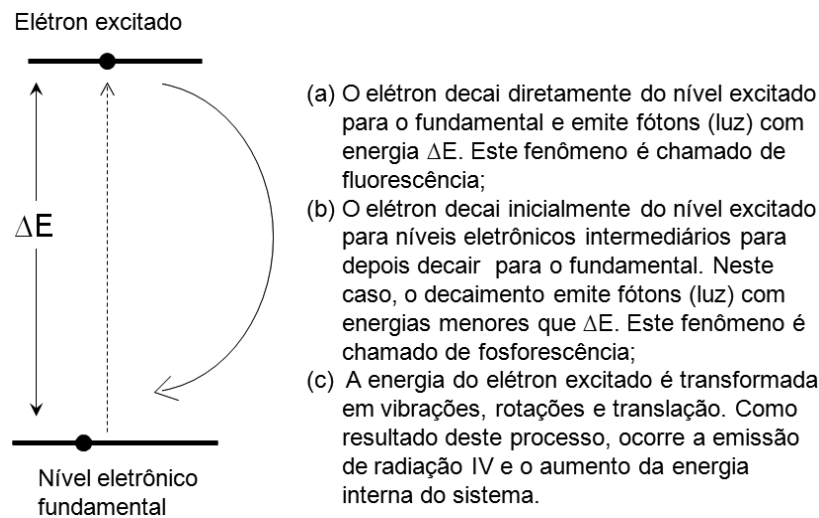 Elétron excitado
ΔE
Nível eletrônico
fundamental
(a) O elétron decai diretamente do nível excitado
para o fundamental e emite fótons (luz) com
energia ΔE. Este fenômeno é chamado de
fluorescência;
(b) O elétron decai inicialmente do nível excitado
para níveis eletrônicos intermediários para
depois decair para o fundamental. Neste
caso, o decaimento emite fótons (luz) com
energias menores que ΔE. Este fenômeno é
chamado de fosforescência;
(c) A energia do elétron excitado é transformada
em vibrações, rotações e translação. Como
resultado deste processo, ocorre a emissão
de radiação IV e o aumento da energia
interna do sistema.